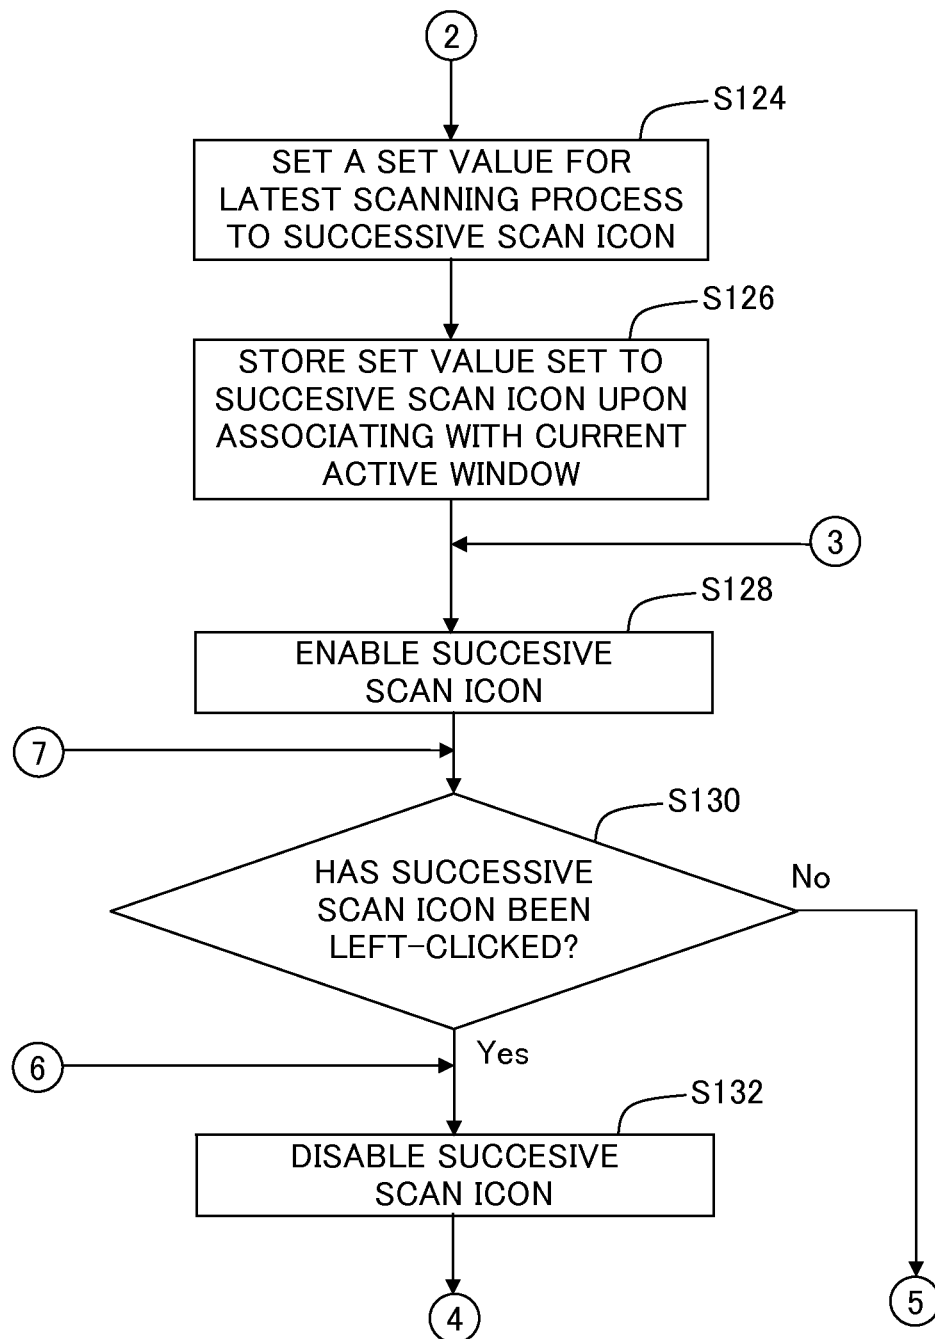 2
S124
SET A SET VALUE FOR
LATEST SCANNING PROCESS
TO SUCCESSIVE SCAN ICON
S126
STORE SET VALUE SET TO
SUCCESIVE SCAN ICON UPON
ASSOCIATING WITH CURRENT
ACTIVE WINDOW
3
S128
ENABLE SUCCESIVE
SCAN ICON
7
S130
HAS SUCCESSIVE
SCAN ICON BEEN
LEFT-CLICKED?
No
Yes
6
S132
DISABLE SUCCESIVE
SCAN ICON
4
5